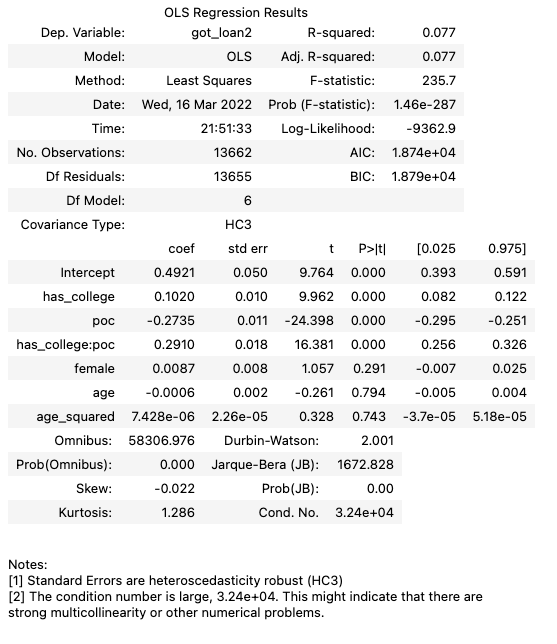 OLS Regression Results
Dep. Variable: got_loan2 R-squared: 0.077
Model: OLS Adj. R-squared: 0.077
Method: Least Squares F-statistic: 235.7
Date: Wed, 16 Mar 2022 Prob (F-statistic): 1.46e-287
Time: 21:51:33 Log-Likelihood: -9362.9
No. Observations: 13662 AIC: 1.874e+04
Df Residuals: 13655 BIC: 1.879e+04
Df Model: 6
Covariance Type: HC3
coef std err t P>|t| [0.025 0.975]
Intercept 0.4921 0.050 9.764 0.000 0.393 0.591
has_college 0.1020 0.010 9.962 0.000 0.082 0.122
poc -0.2735 0.011 -24.398 0.000 -0.295 -0.251
has_college:poc 0.2910 0.018 16.381 0.000 0.256 0.326
female 0.0087 0.008 1.057 0.291 -0.007 0.025
age -0.0006 0.002 -0.261 0.794 -0.005 0.004
age_squared 7.428e-06 2.26e-05 0.328 0.743 -3.7e-05 5.18e-05
Omnibus: 58306.976 Durbin-Watson: 2.001
Prob(Omnibus): 0.000 Jarque-Bera (JB): 1672.828
Skew: -0.022 Prob(JB): 0.00
Kurtosis: 1.286 Cond. No. 3.24e+04
Notes:
[1] Standard Errors are heteroscedasticity robust (HC3)
[2] The condition number is large, 3.24e+04. This might indicate that there are
strong multicollinearity or other numerical problems.